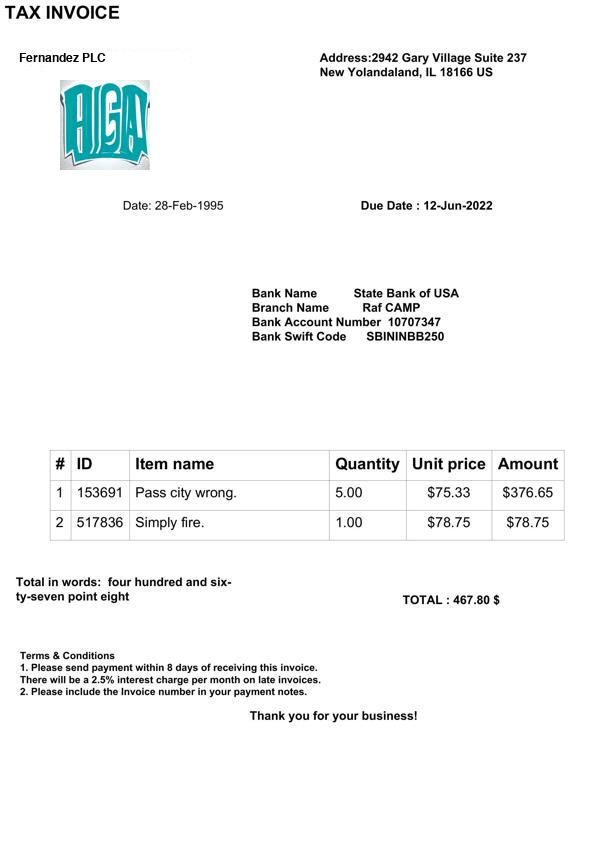 TAX INVOICE
Fernandez PLC
Address:2942 Gary Village Suite 237
New Yolandaland, IL 18166 US
Date: 28-Feb-1995 Due Date : 12-Jun-2022
Bank Name State Bank of USA
Branch Name Raf CAMP
Bank Account Number 10707347
Bank Swift Code SBININBB250
# ID Item name Quantity Unit price Amount
1 153691 Pass city wrong. 5.00 $75.33 $376.65
2 517836 Simply fire. 1.00 $78.75 $78.75
Total in words: four hundred and six-
ty-seven point eight
TOTAL : 467.80 $
Terms & Conditions
1. Please send payment within 8 days of receiving this invoice.
There will be a 2.5% interest charge per month on late invoices.
2. Please include the Invoice number in your payment notes.
Thank you for your business!